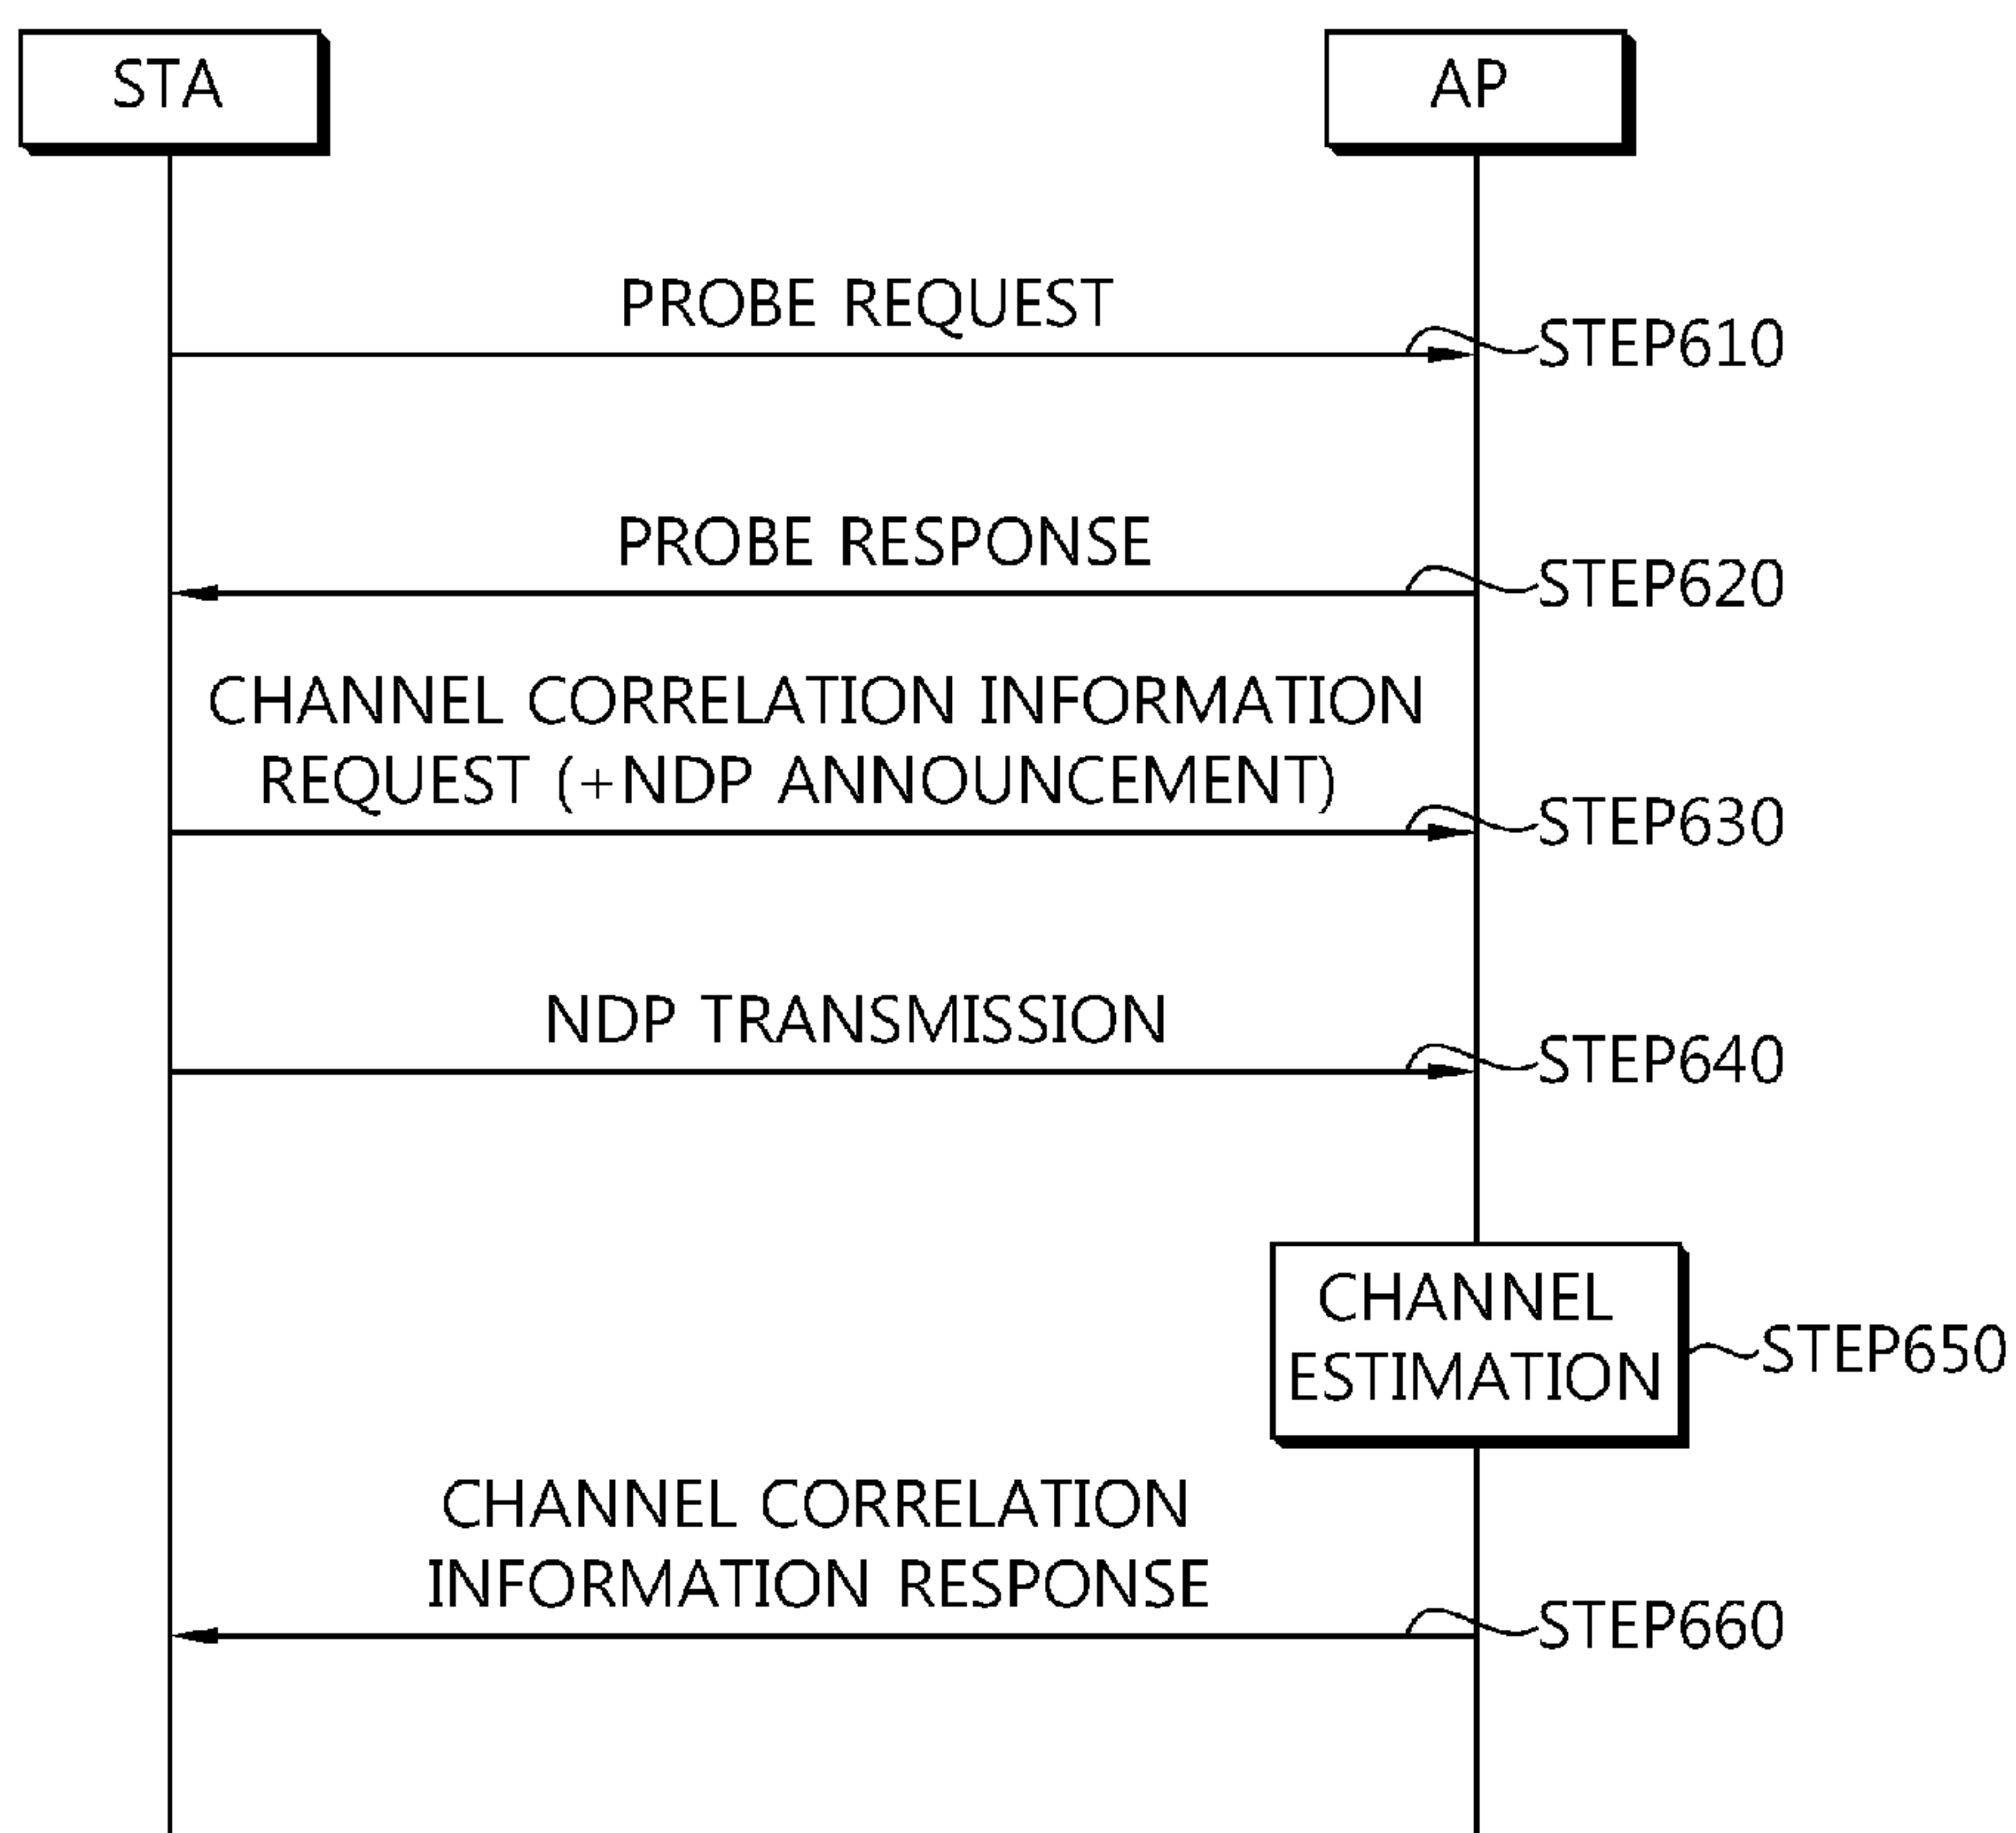 STA
AP
PROBE REQUEST
STEP610
PROBE RESPONSE
STEP620
CHANNEL CORRELATION INFORMATION
REQUEST (+NDP ANNOUNCEMENT)
STEP630
NDP TRANSMISSION
STEP640
CHANNEL
ESTIMATION
STEP650
CHANNEL CORRELATION
INFORMATION RESPONSE
STEP660